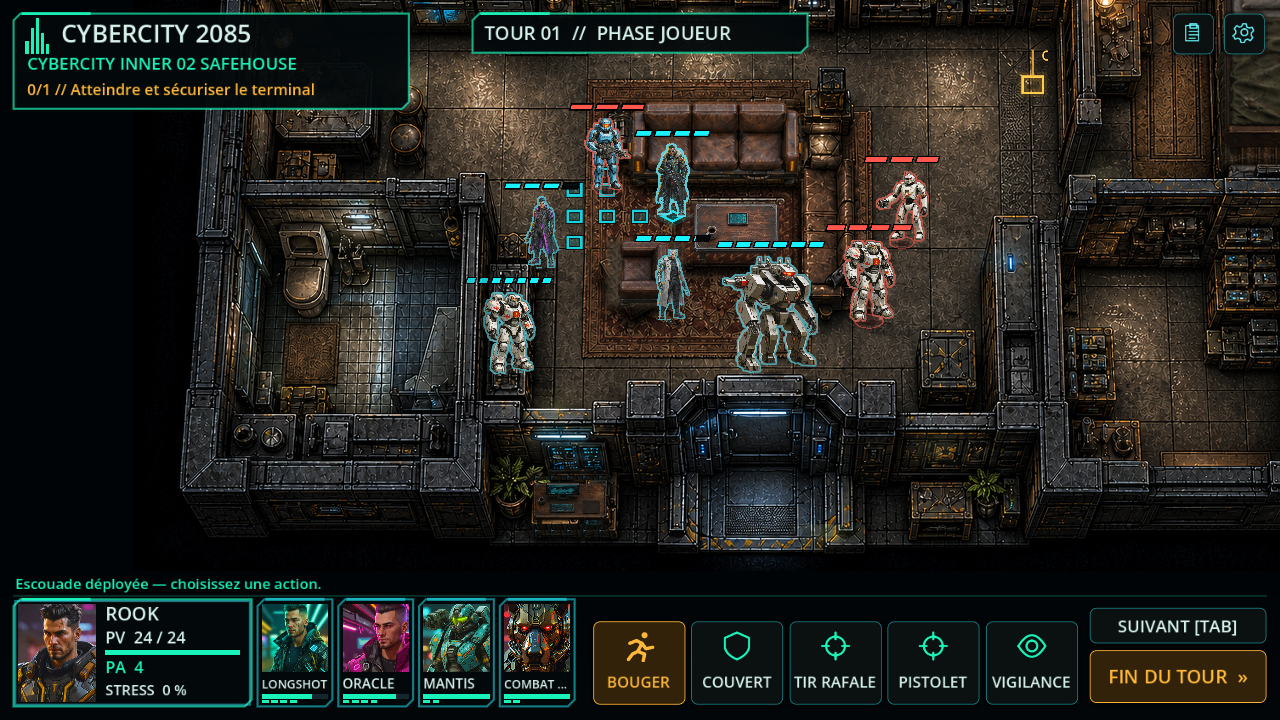 CYBERCITY 2085
CYBERCITY INNER 02 SAFEHOUSE
0/1 // Atteindre et sécuriser le terminal
TOUR 01 // PHASE JOUEUR
Escouade déployée — choisissez une action.
ROOK
PV 24 / 24
PA 4
STRESS 0 %
LONGSHOT
ORACLE
MANTIS
COMBAT ...
BOUGER
COUVERT
TIR RAFALE
PISTOLET
VIGILANCE
SUIVANT [TAB]
FIN DU TOUR »